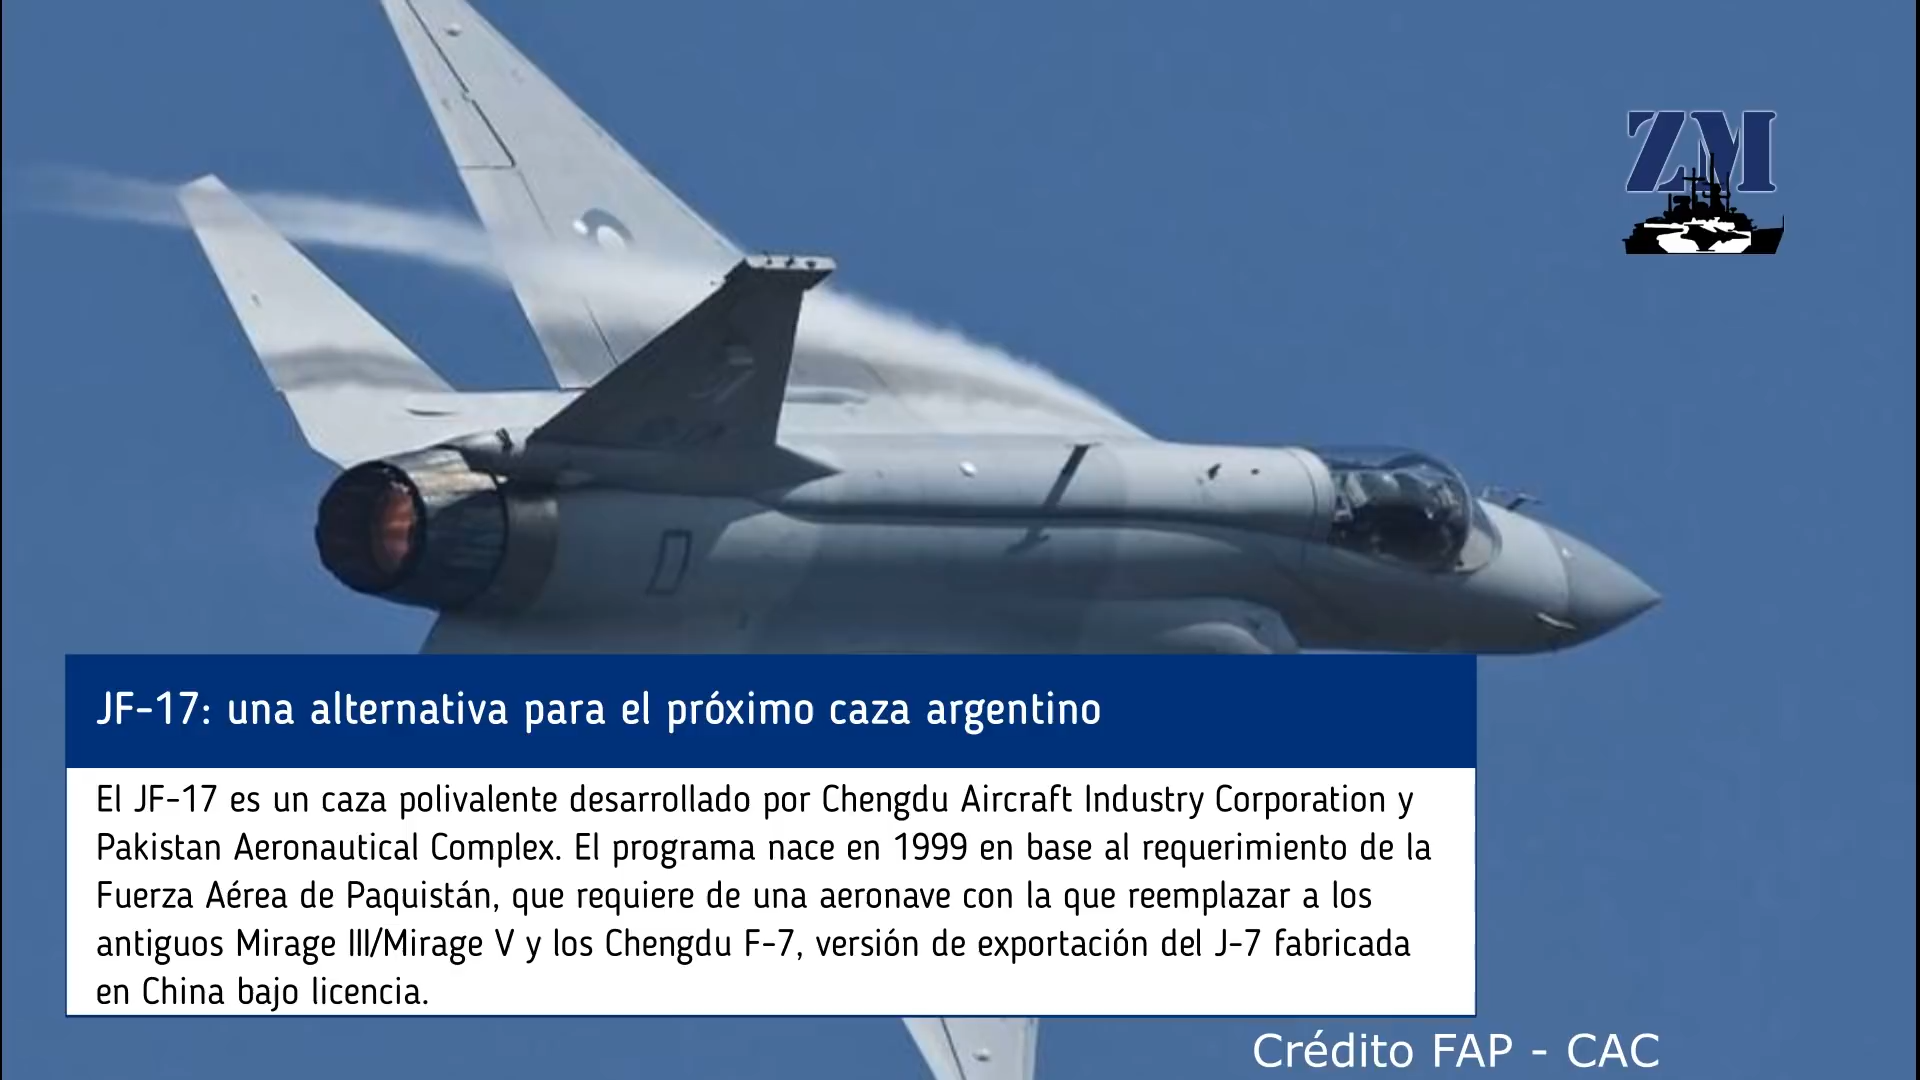 ZM
JF-17: una alternativa para el próximo caza argentino
El JF-17 es un caza polivalente desarrollado por Chengdu Aircraft Industry Corporation y
Pakistan Aeronautical Complex. El programa nace en 1999 en base al requerimiento de la
Fuerza Aérea de Paquistán, que requiere de una aeronave con la que reemplazar a los
antiguos Mirage III/Mirage V y los Chengdu F-7, versión de exportación del J-7 fabricada
en China bajo licencia.
Crédito FAP - CAC